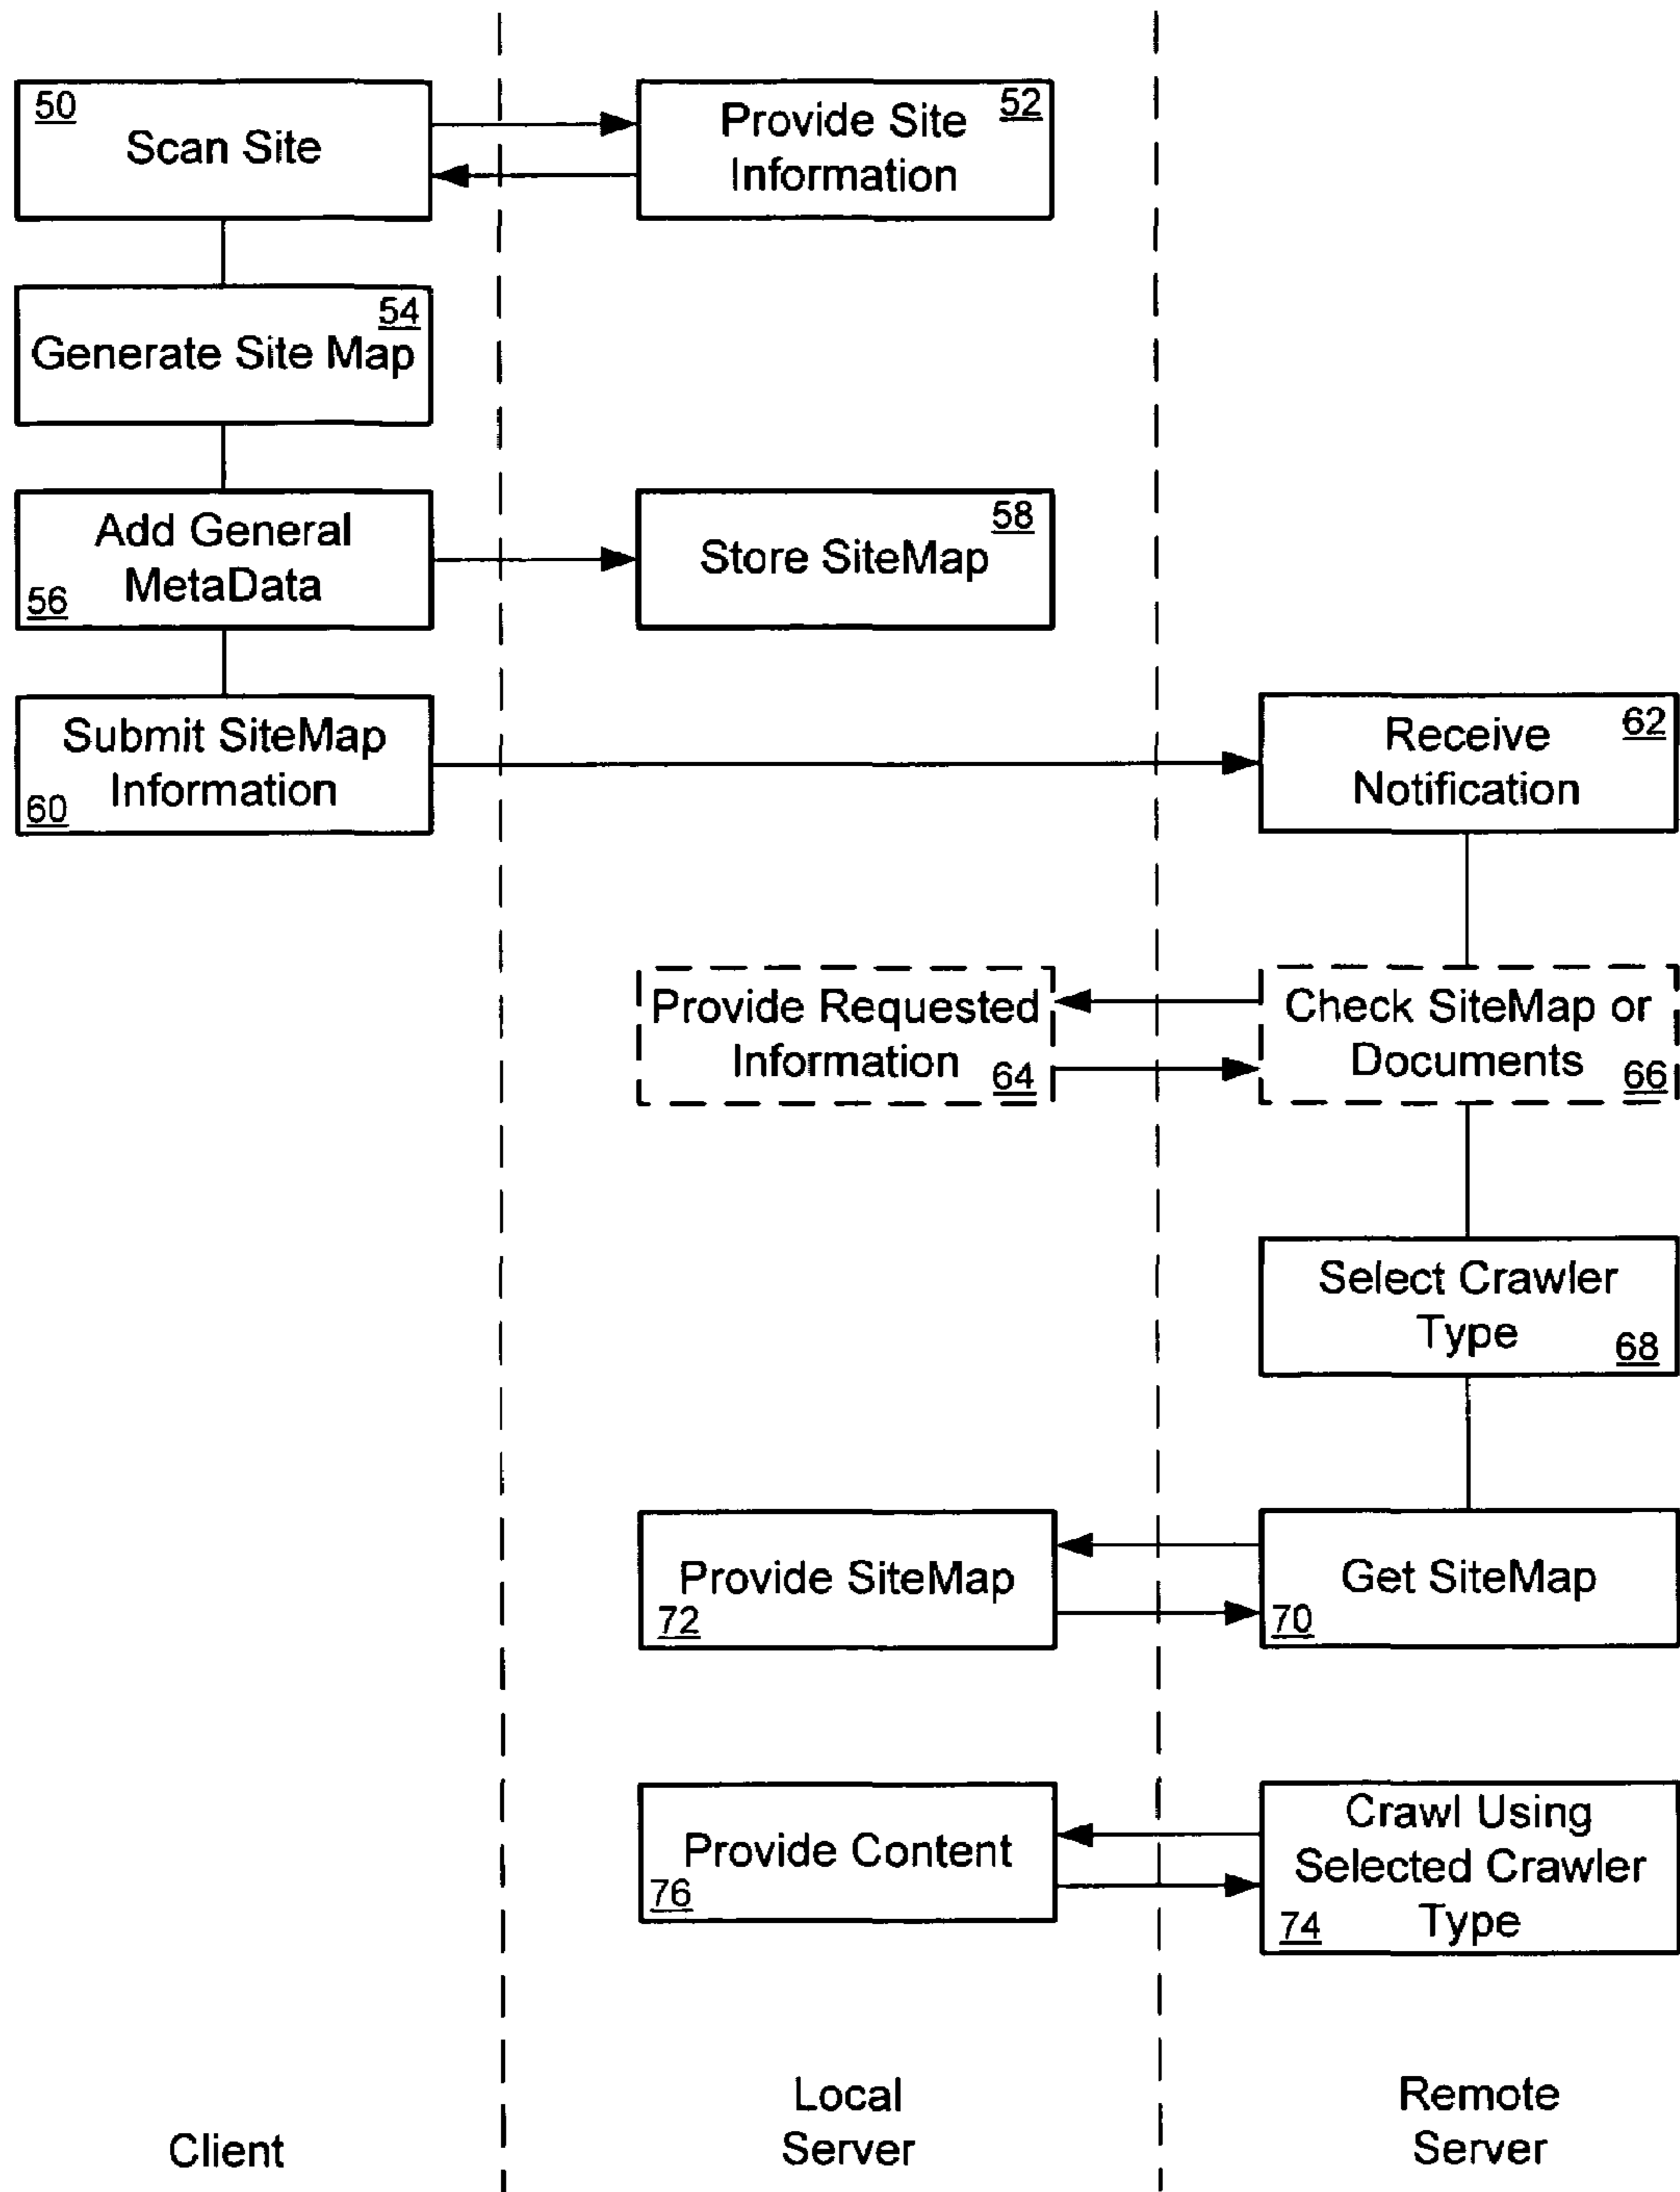 50
Scan Site
52
Provide Site
Information
54
Generate Site Map
Add General
MetaData
56
58
Store SiteMap
Submit SiteMap
Information
60
62
Receive
Notification
Provide Requested
Information
64
Check SiteMap or
Documents
66
Select Crawler
Type
68
Provide SiteMap
72
Get SiteMap
70
Provide Content
76
Crawl Using
Selected Crawler
Type
74
Client
Local
Server
Remote
Server